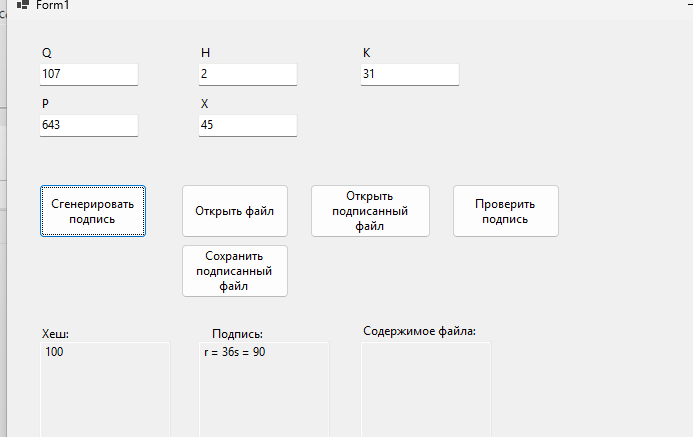 Form1
Q H K
107 2 31
P X
643 45
Сгенерировать
подпись
Открыть файл
Открыть
подписанный
файл
Проверить
подпись
Сохранить
подписанный
файл
Хеш: Подпись: Содержимое файла:
100 r = 36s = 90